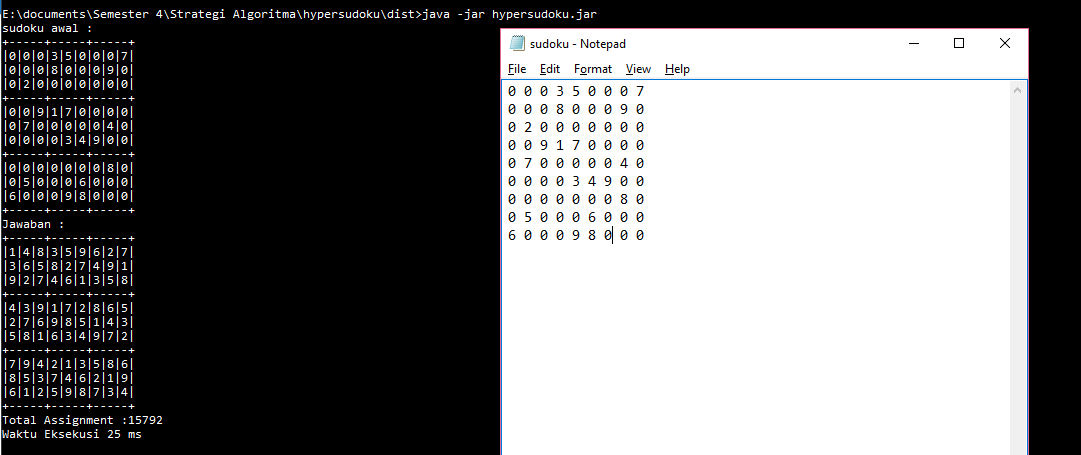 E:\documents\Semester 4\Strategi Algoritma\hypersudoku\dist>java -jar hypersudoku.jar
sudoku awal :
+-----+-----+-----+
|0|0|0|3|5|0|0|0|7|
|0|0|0|8|0|0|0|9|0|
|0|2|0|0|0|0|0|0|0|
+-----+-----+-----+
|0|0|9|1|7|0|0|0|0|
|0|7|0|0|0|0|0|4|0|
|0|0|0|0|3|4|9|0|0|
+-----+-----+-----+
|0|0|0|0|0|0|0|8|0|
|0|5|0|0|0|6|0|0|0|
|6|0|0|0|9|8|0|0|0|
+-----+-----+-----+
Jawaban :
+-----+-----+-----+
|1|4|8|3|5|9|6|2|7|
|3|6|5|8|2|7|4|9|1|
|9|2|7|4|6|1|3|5|8|
+-----+-----+-----+
|4|3|9|1|7|2|8|6|5|
|2|7|6|9|8|5|1|4|3|
|5|8|1|6|3|4|9|7|2|
+-----+-----+-----+
|7|9|4|2|1|3|5|8|6|
|8|5|3|7|4|6|2|1|9|
|6|1|2|5|9|8|7|3|4|
+-----+-----+-----+
Total Assignment :15792
Waktu Eksekusi 25 ms
sudoku - Notepad
File Edit Format View Help
0 0 0 3 5 0 0 0 7
0 0 0 8 0 0 0 9 0
0 2 0 0 0 0 0 0 0
0 0 9 1 7 0 0 0 0
0 7 0 0 0 0 0 4 0
0 0 0 0 3 4 9 0 0
0 0 0 0 0 0 0 8 0
0 5 0 0 0 6 0 0 0
6 0 0 0 9 8 0 0 0